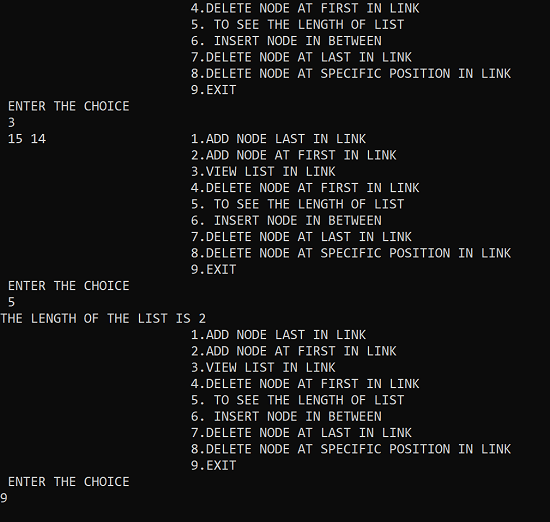 4.DELETE NODE AT FIRST IN LINK
5. TO SEE THE LENGTH OF LIST
6. INSERT NODE IN BETWEEN
7.DELETE NODE AT LAST IN LINK
8.DELETE NODE AT SPECIFIC POSITION IN LINK
9.EXIT
ENTER THE CHOICE
3
15 14 1.ADD NODE LAST IN LINK
2.ADD NODE AT FIRST IN LINK
3.VIEW LIST IN LINK
4.DELETE NODE AT FIRST IN LINK
5. TO SEE THE LENGTH OF LIST
6. INSERT NODE IN BETWEEN
7.DELETE NODE AT LAST IN LINK
8.DELETE NODE AT SPECIFIC POSITION IN LINK
9.EXIT
ENTER THE CHOICE
5
THE LENGTH OF THE LIST IS 2
1.ADD NODE LAST IN LINK
2.ADD NODE AT FIRST IN LINK
3.VIEW LIST IN LINK
4.DELETE NODE AT FIRST IN LINK
5. TO SEE THE LENGTH OF LIST
6. INSERT NODE IN BETWEEN
7.DELETE NODE AT LAST IN LINK
8.DELETE NODE AT SPECIFIC POSITION IN LINK
9.EXIT
ENTER THE CHOICE
9